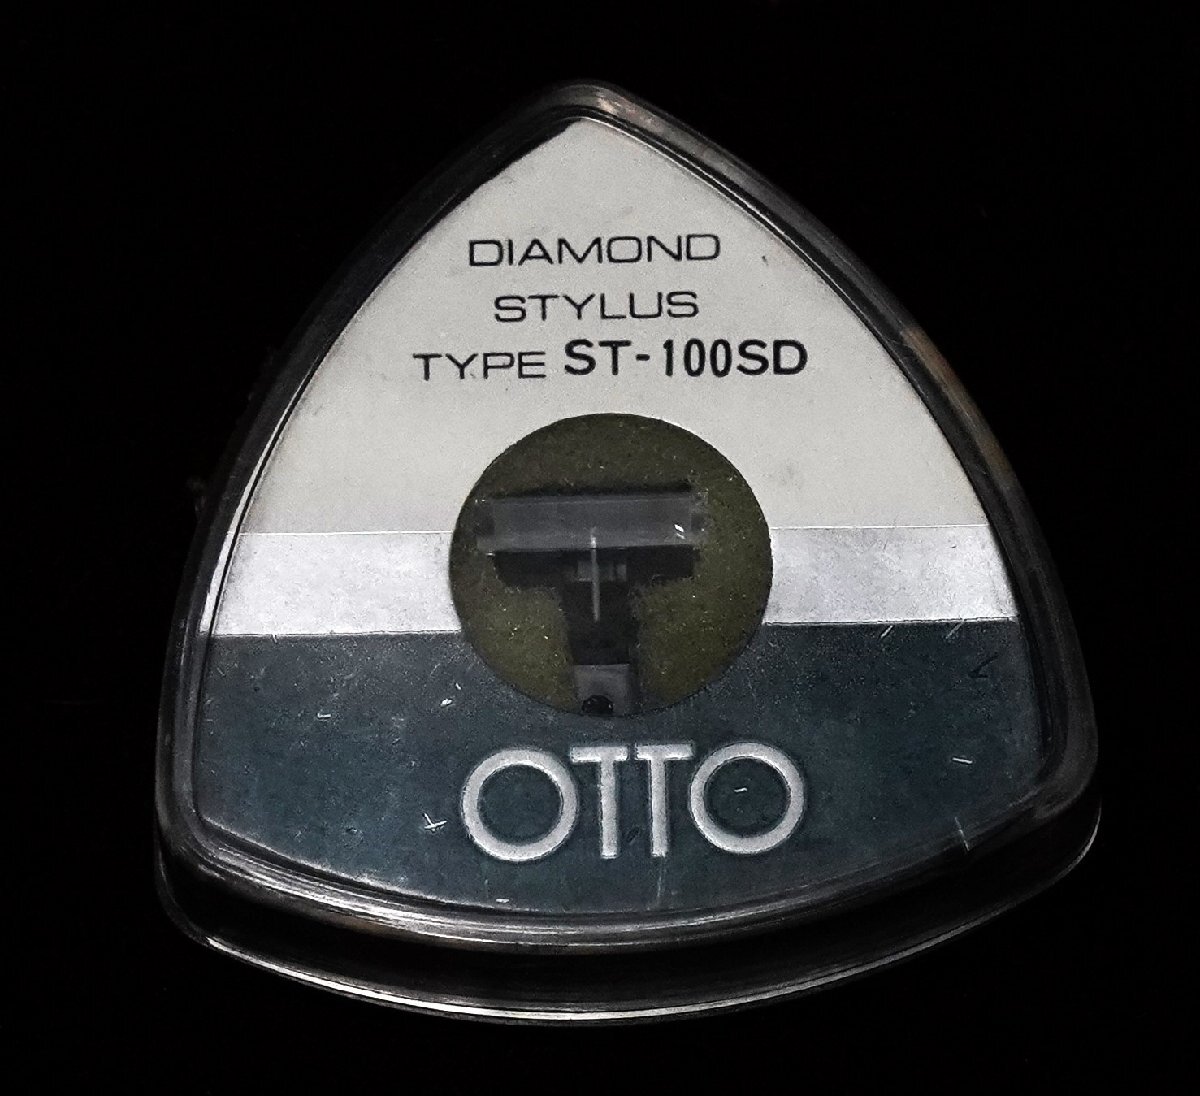 DIAMOND
STYLUS
TYPE ST-100SD
OTTO